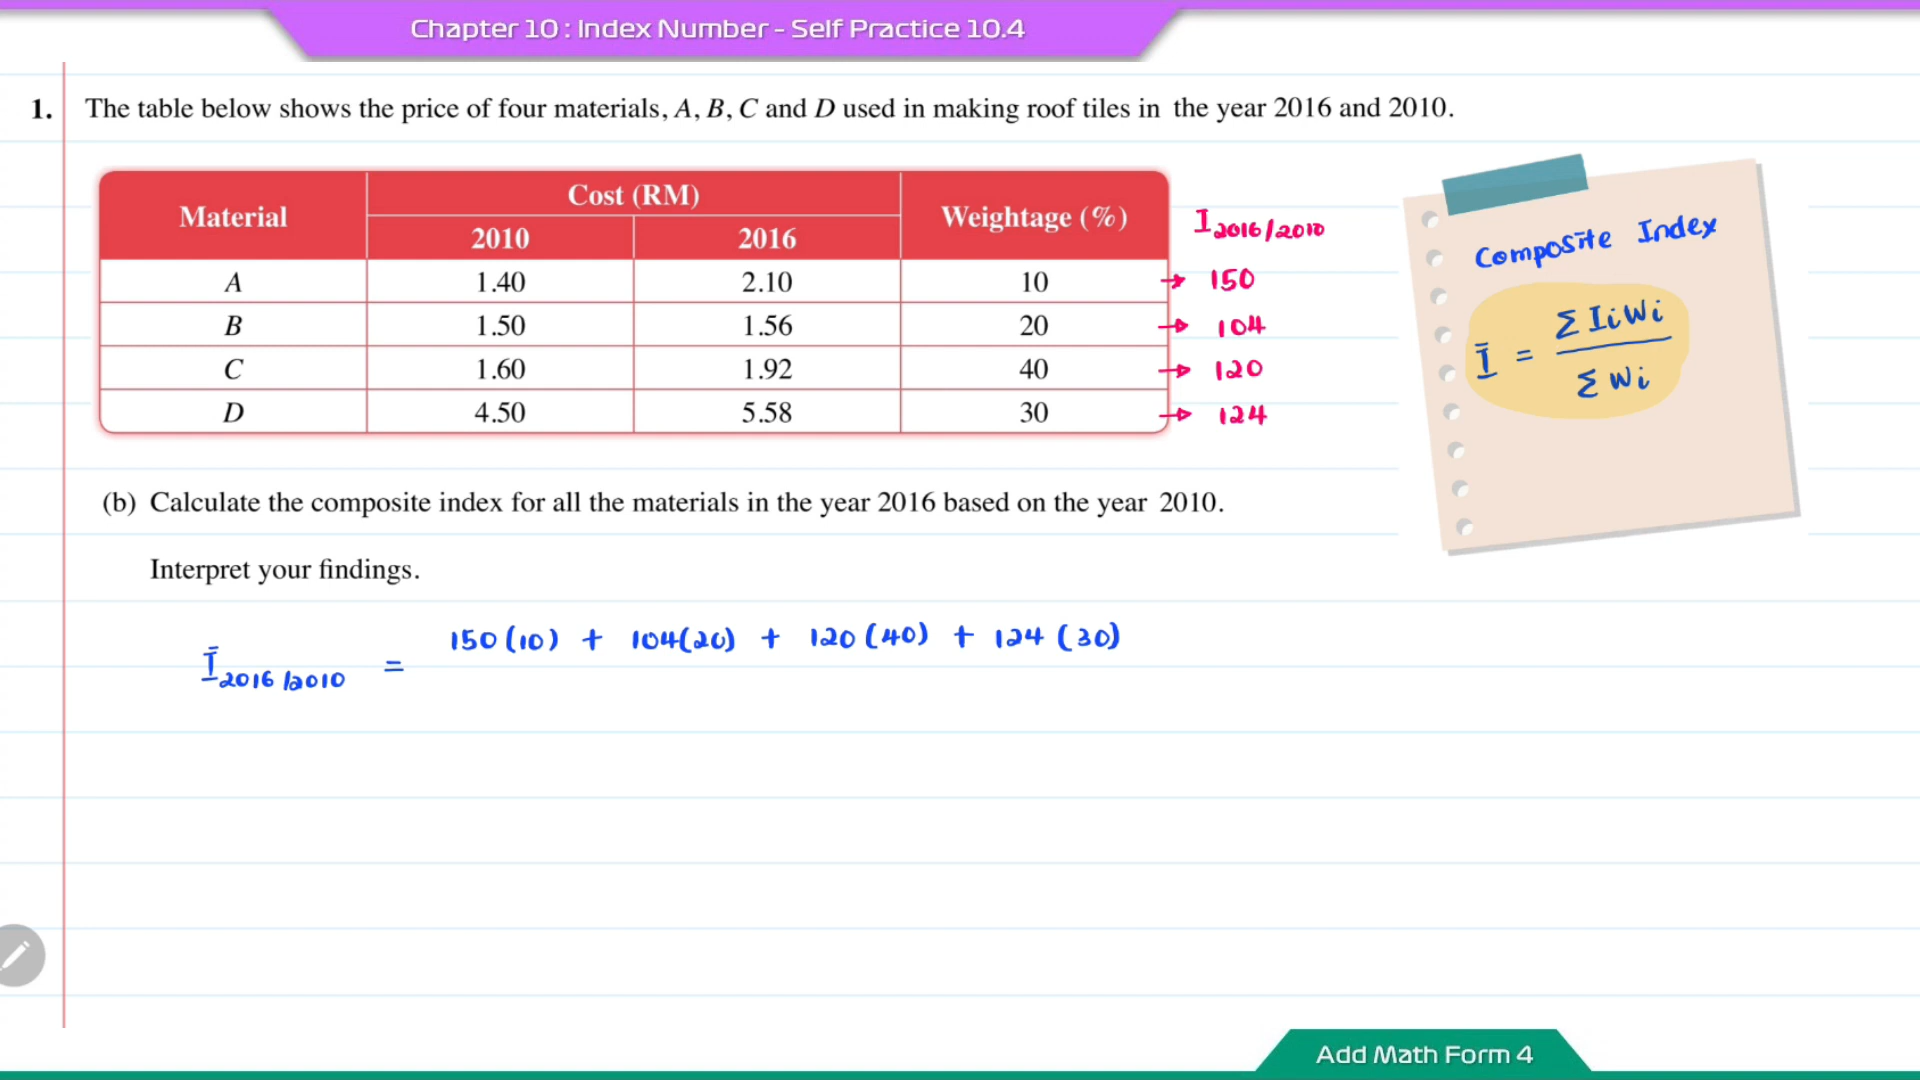 Chapter 10 : Index Number - Self Practice 10.4
1. The table below shows the price of four materials, A, B, C and D used in making roof tiles in the year 2016 and 2010.
Material Cost (RM) Weightage (%)
2010 2016
I2016/2010
A 1.40 2.10 10 → 150
B 1.50 1.56 20 → 104
C 1.60 1.92 40 → 120
D 4.50 5.58 30 → 124
Composite Index
Ī = Σ IiWi
Σ Wi
(b) Calculate the composite index for all the materials in the year 2016 based on the year 2010.
Interpret your findings.
150(10) + 104(20) + 120(40) + 124(30)
Ī2016/2010 =
Add Math Form 4